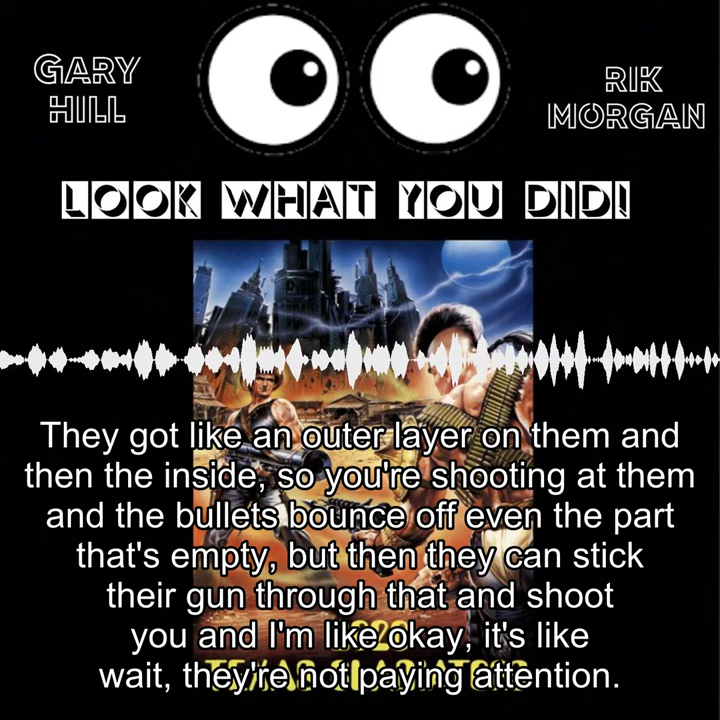 GARY
HILL
RIK
MORGAN
LOOK WHAT YOU DID!
They got like an outer layer on them and
then the inside, so you're shooting at them
and the bullets bounce off even the part
that's empty, but then they can stick
their gun through that and shoot
you and I'm like okay, it's like
wait, they're not paying attention.